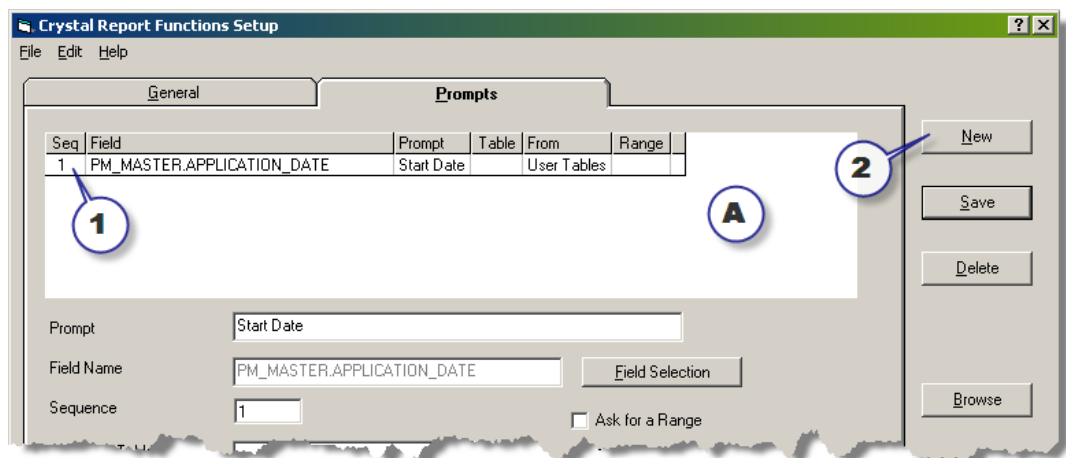 Crystal Report Functions Setup
File Edit Help
General Prompts
Seq Field Prompt Table From Range
1 PM_MASTER.APPLICATION_DATE Start Date User Tables
New
2
1
A
Save
Delete
Prompt Start Date
Field Name PM_MASTER.APPLICATION_DATE Field Selection
Sequence 1
Ask for a Range
Browse